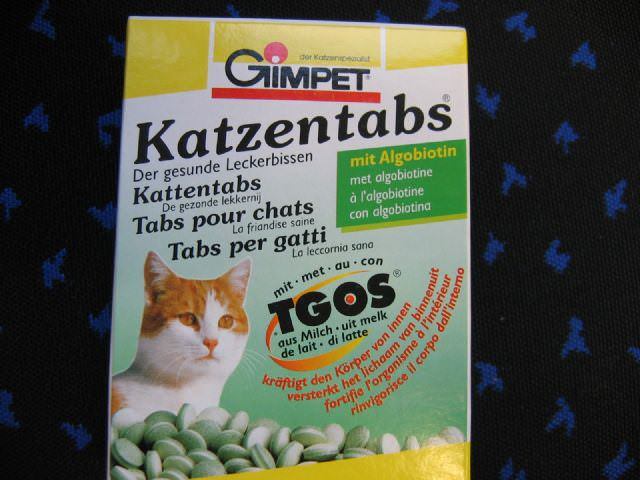 der Katzenspezialist
GIMPET®
Katzentabs®
Der gesunde Leckerbissen
Kattentabs
De gezonde lekkernij
Tabs pour chats
La friandise saine
Tabs per gatti
La leccornia sana
mit Algobiotin
met algobiotine
à l'algobiotine
con algobiotina
mit · met · au · con
TGOS®
aus Milch · uit melk
de lait · di latte
kräftigt den Körper von innen
versterkt het lichaam van binnenuit
fortifie l'organisme à l'intérieur
rinvigorisce il corpo dall'interno